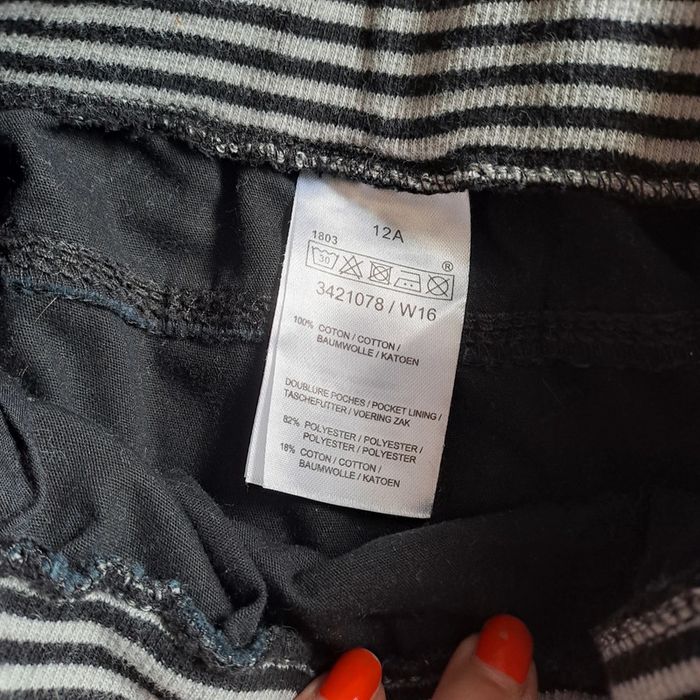 12A
1803
30
®
3421078 / W16
100% COTON / COTTON /
BAUMWOLLE / KATOEN
DOUBLURE POCHES / POCKET LINING /
TASCHEFUTTER / VOERING ZAK
82% POLYESTER / POLYESTER /
POLYESTER / POLYESTER
18% COTON / COTTON /
BAUMWOLLE / KATOEN